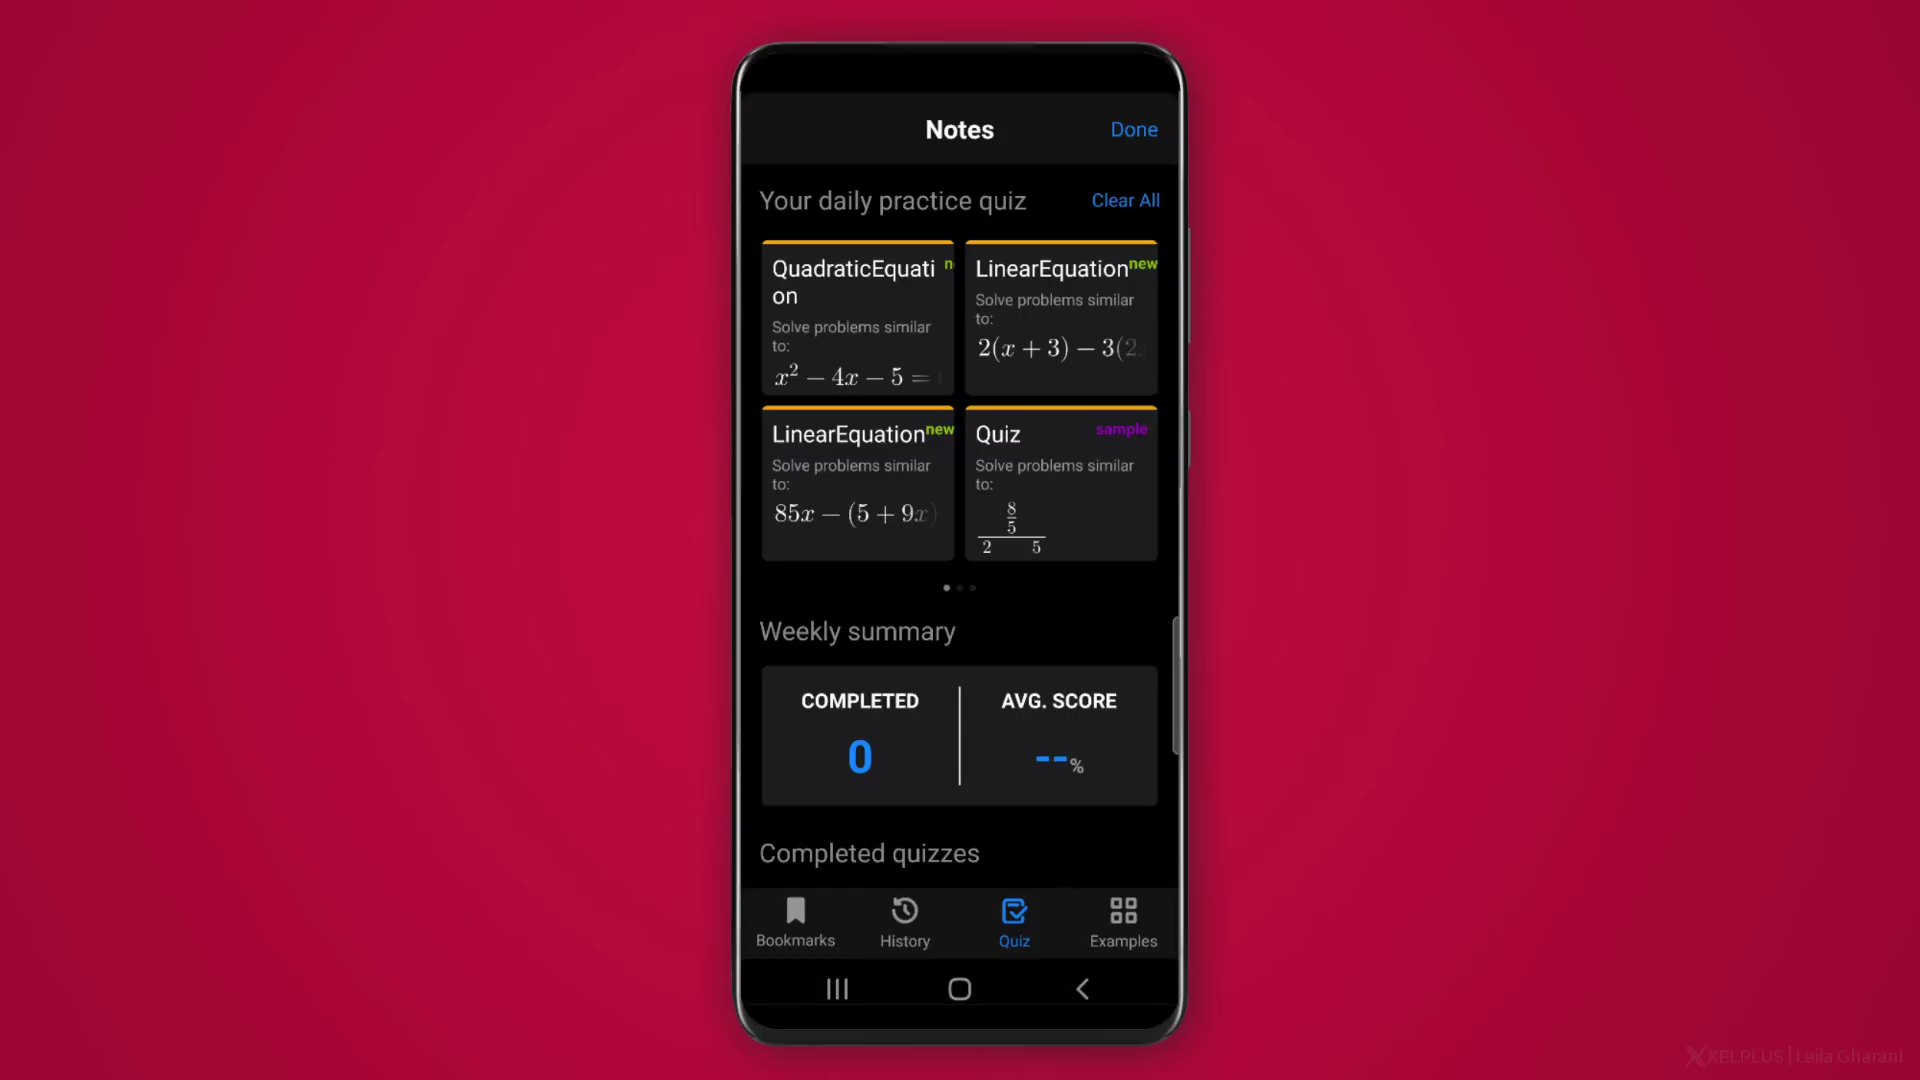 Notes
Done
Your daily practice quiz
Clear All
QuadraticEquati
on
Solve problems similar
to:
x² − 4x − 5 =
LinearEquation new
Solve problems similar
to:
2(x + 3) − 3(2
LinearEquation new
Solve problems similar
to:
85x − (5 + 9x)
Quiz
sample
Solve problems similar
to:
8
5
2 5
Weekly summary
COMPLETED
AVG. SCORE
0
--%
Completed quizzes
Bookmarks
History
Quiz
Examples
XELPLUS | Leila Gharani